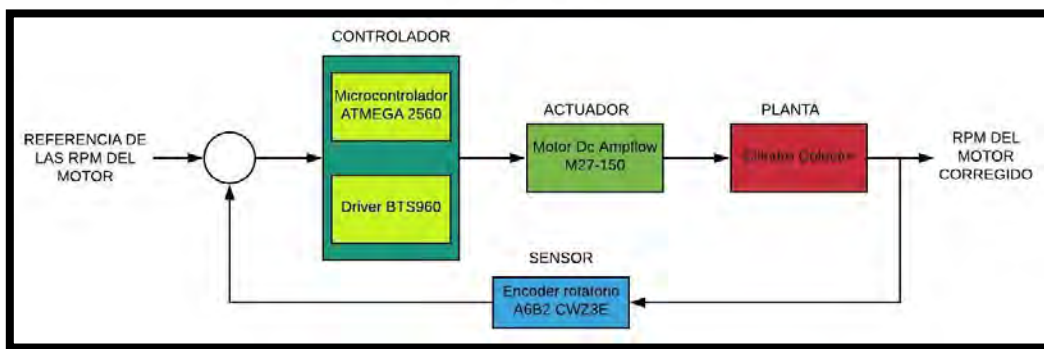 CONTROLADOR
Microcontrolador
ATMEGA 2560
Driver BTS960
ACTUADOR
Motor Dc Ampflow
M27-150
PLANTA
REFERENCIA DE
LAS RPM DEL
MOTOR
RPM DEL
MOTOR
CORREGIDO
SENSOR
Encoder rotatorio
A6B2 CWZ3E